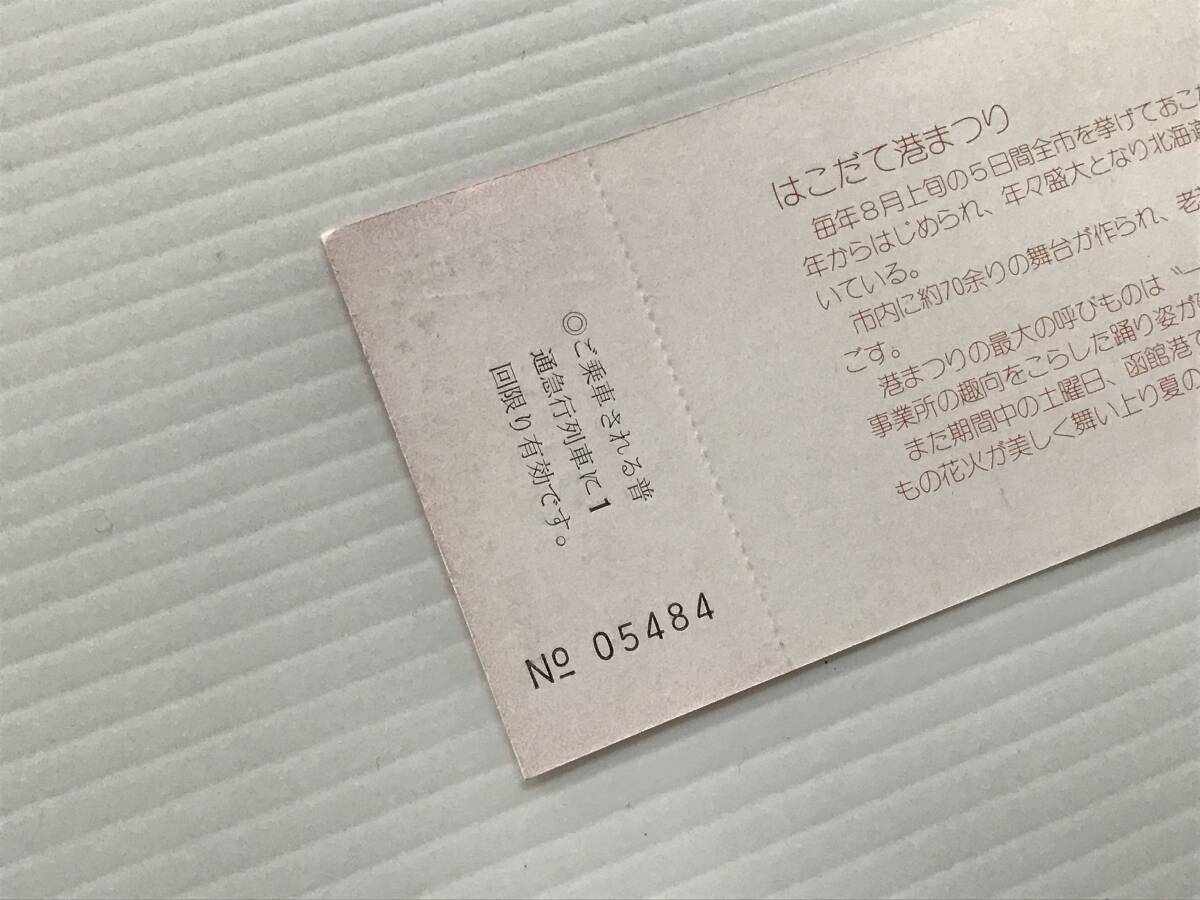 はこだて港まつり
毎年8月上旬の5日間全市を挙げておこ
年からはじめられ、年々盛大となり北海道
いている。
市内に約70余りの舞台が作られ、老
こす。
港まつりの最大の呼びものは〝一
事業所の趣向をこらした踊り姿が
また期間中の土曜日、函館港で
もの花火が美しく舞い上り夏の
◎ご乗車される普
通急行列車に1
回限り有効です。
№ 05484